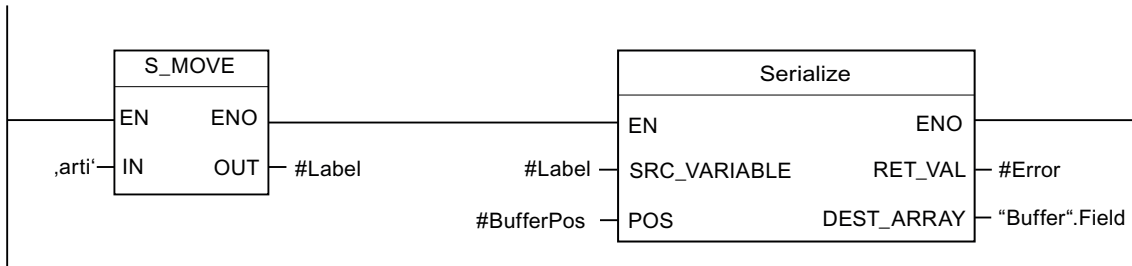 S_MOVE
Serialize
EN ENO
EN ENO
‚arti‘ IN OUT #Label
#Label SRC_VARIABLE RET_VAL #Error
#BufferPos POS DEST_ARRAY “Buffer“.Field